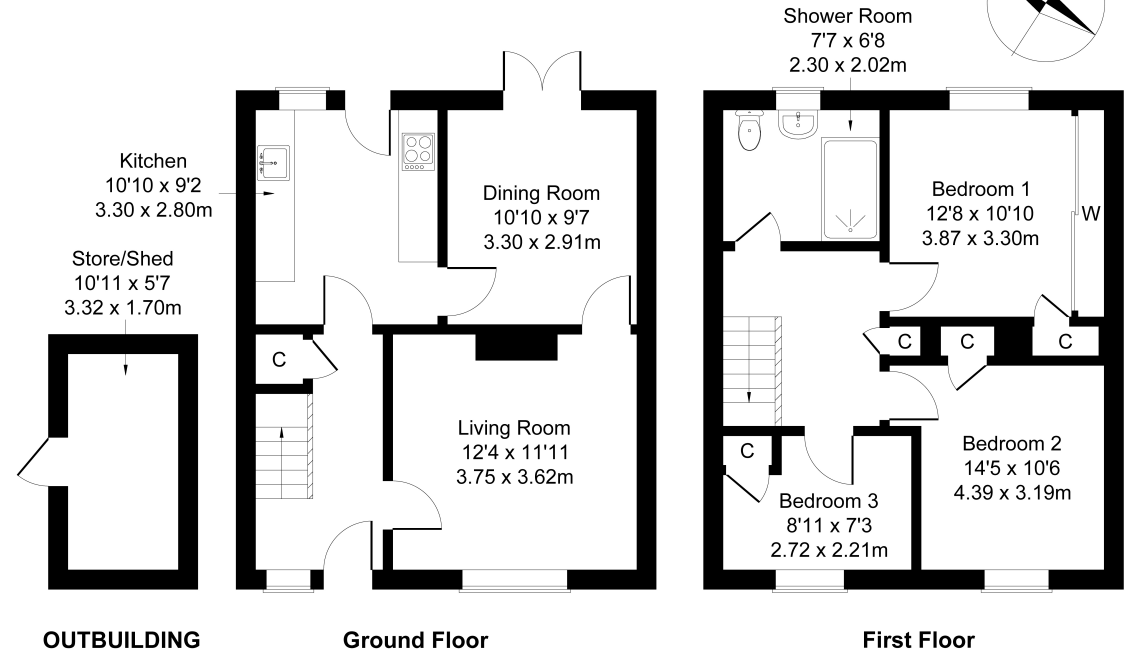 Shower Room
7'7 x 6'8
2.30 x 2.02m
Kitchen
10'10 x 9'2
3.30 x 2.80m
Dining Room
10'10 x 9'7
3.30 x 2.91m
Bedroom 1
12'8 x 10'10
3.87 x 3.30m
W
Store/Shed
10'11 x 5'7
3.32 x 1.70m
C
C
C
C
Living Room
12'4 x 11'11
3.75 x 3.62m
C
Bedroom 2
14'5 x 10'6
4.39 x 3.19m
Bedroom 3
8'11 x 7'3
2.72 x 2.21m
OUTBUILDING
Ground Floor
First Floor